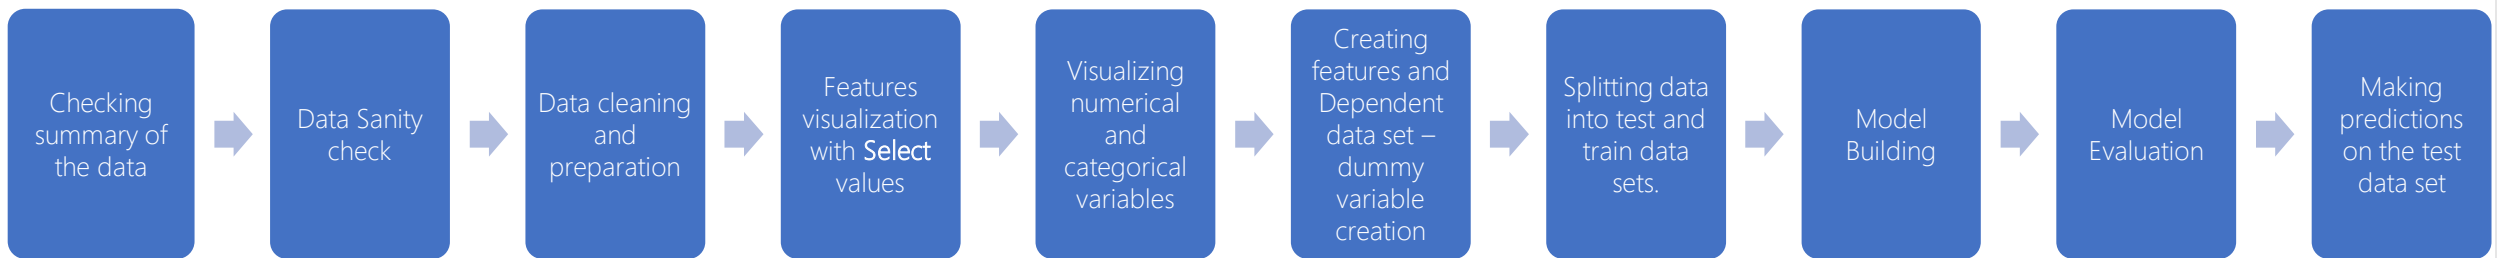 Checking
summary of
the data
Data Sanity
check
Data cleaning
and
preparation
Features
visualization
with Select
values
Visualizing
numerical
and
categorical
variables
Creating
features and
Dependent
data set –
dummy
variable
creation
Splitting data
into test and
train data
sets.
Model
Building
Model
Evaluation
Making
predictions
on the test
data set